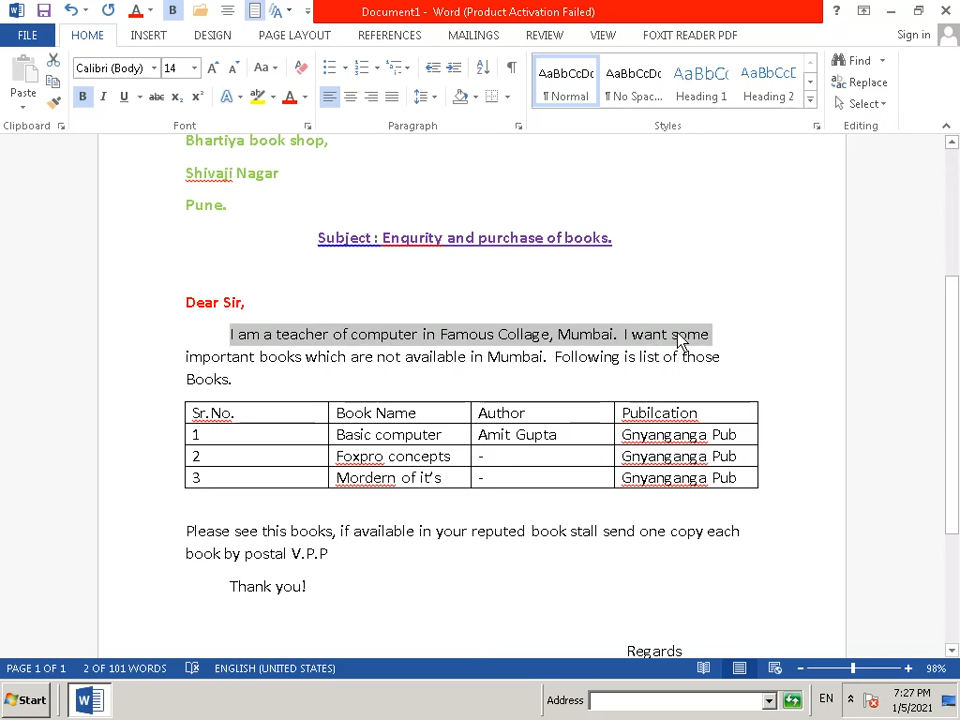 Document1 - Word (Product Activation Failed)
FILE HOME INSERT DESIGN PAGE LAYOUT REFERENCES MAILINGS REVIEW VIEW FOXIT READER PDF Sign in
Paste Calibri (Body) 14 Aa AaBbCcDc AaBbCcDc AaBbCc AaBbCcD Find
B I U abc X₂ X² A A ¶ Normal ¶ No Spac... Heading 1 Heading 2 Replace
Select
Clipboard Font Paragraph Styles Editing
Bhartiya book shop,
Shivaji Nagar
Pune.
Subject : Enqurity and purchase of books.
Dear Sir,
I am a teacher of computer in Famous Collage, Mumbai. I want some
important books which are not available in Mumbai. Following is list of those
Books.
Sr.No. Book Name Author Pubilcation
1 Basic computer Amit Gupta Gnyanganga Pub
2 Foxpro concepts - Gnyanganga Pub
3 Mordern of it's - Gnyanganga Pub
Please see this books, if available in your reputed book stall send one copy each
book by postal V.P.P
Thank you!
Regards
PAGE 1 OF 1 2 OF 101 WORDS ENGLISH (UNITED STATES) 98%
Start Address EN 7:27 PM
1/5/2021